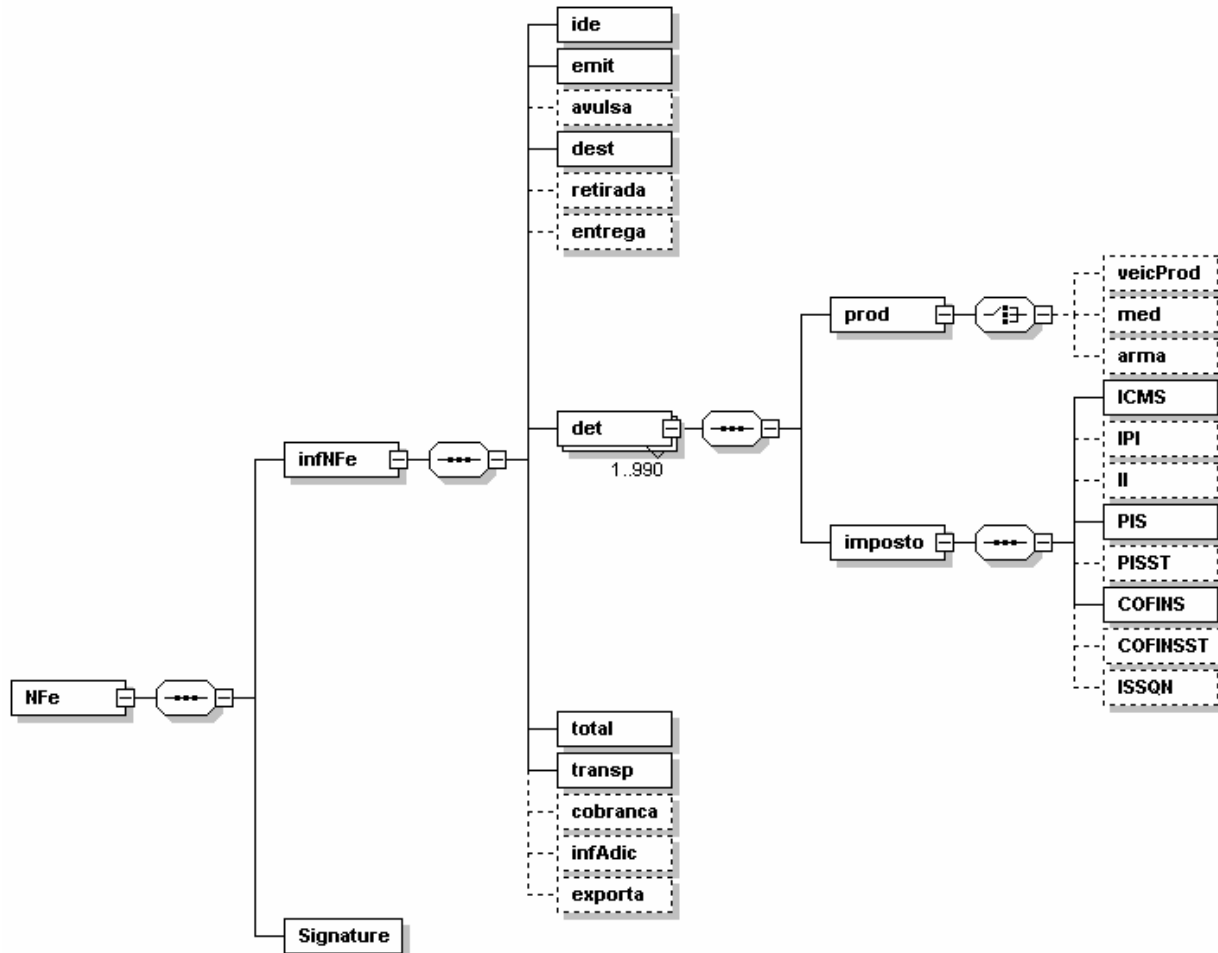 ide
emit
avulsa
dest
retirada
entrega
veicProd
prod
med
arma
ICMS
det
IPI
infNFe
1..990
II
PIS
imposto
PISST
COFINS
COFINSST
NFe
ISSQN
total
transp
cobranca
infAdic
exporta
Signature